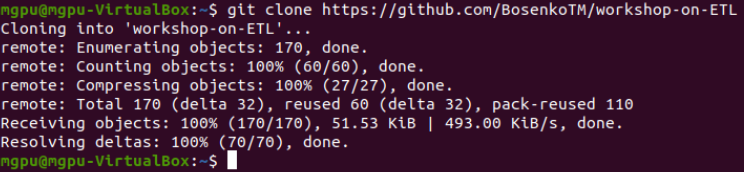 mgpu@mgpu-VirtualBox:~$ git clone https://github.com/BosenkoTM/workshop-on-ETL
Cloning into 'workshop-on-ETL'...
remote: Enumerating objects: 170, done.
remote: Counting objects: 100% (60/60), done.
remote: Compressing objects: 100% (27/27), done.
remote: Total 170 (delta 32), reused 60 (delta 32), pack-reused 110
Receiving objects: 100% (170/170), 51.53 KiB | 493.00 KiB/s, done.
Resolving deltas: 100% (70/70), done.
mgpu@mgpu-VirtualBox:~$